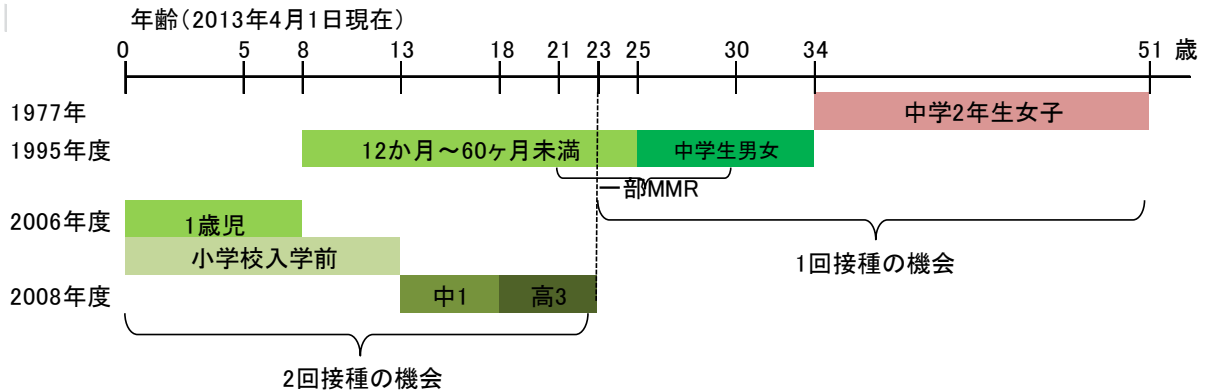 年齢(2013年4月1日現在)
0 5 8 13 18 21 23 25 30 34 51 歳
1977年 中学2年生女子
1995年度 12か月~60ヶ月未満 中学生男女
一部MMR
2006年度 1歳児
小学校入学前
1回接種の機会
2008年度 中1 高3
2回接種の機会